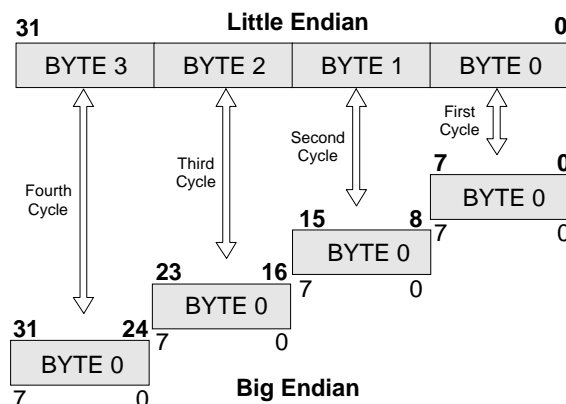 Little Endian
31 0
BYTE 3 BYTE 2 BYTE 1 BYTE 0
First
Cycle
Second
Cycle
Third
Cycle
Fourth
Cycle
7 0
BYTE 0
7 0
15 8
BYTE 0
7 0
23 16
BYTE 0
7 0
31 24
BYTE 0
7 0
Big Endian